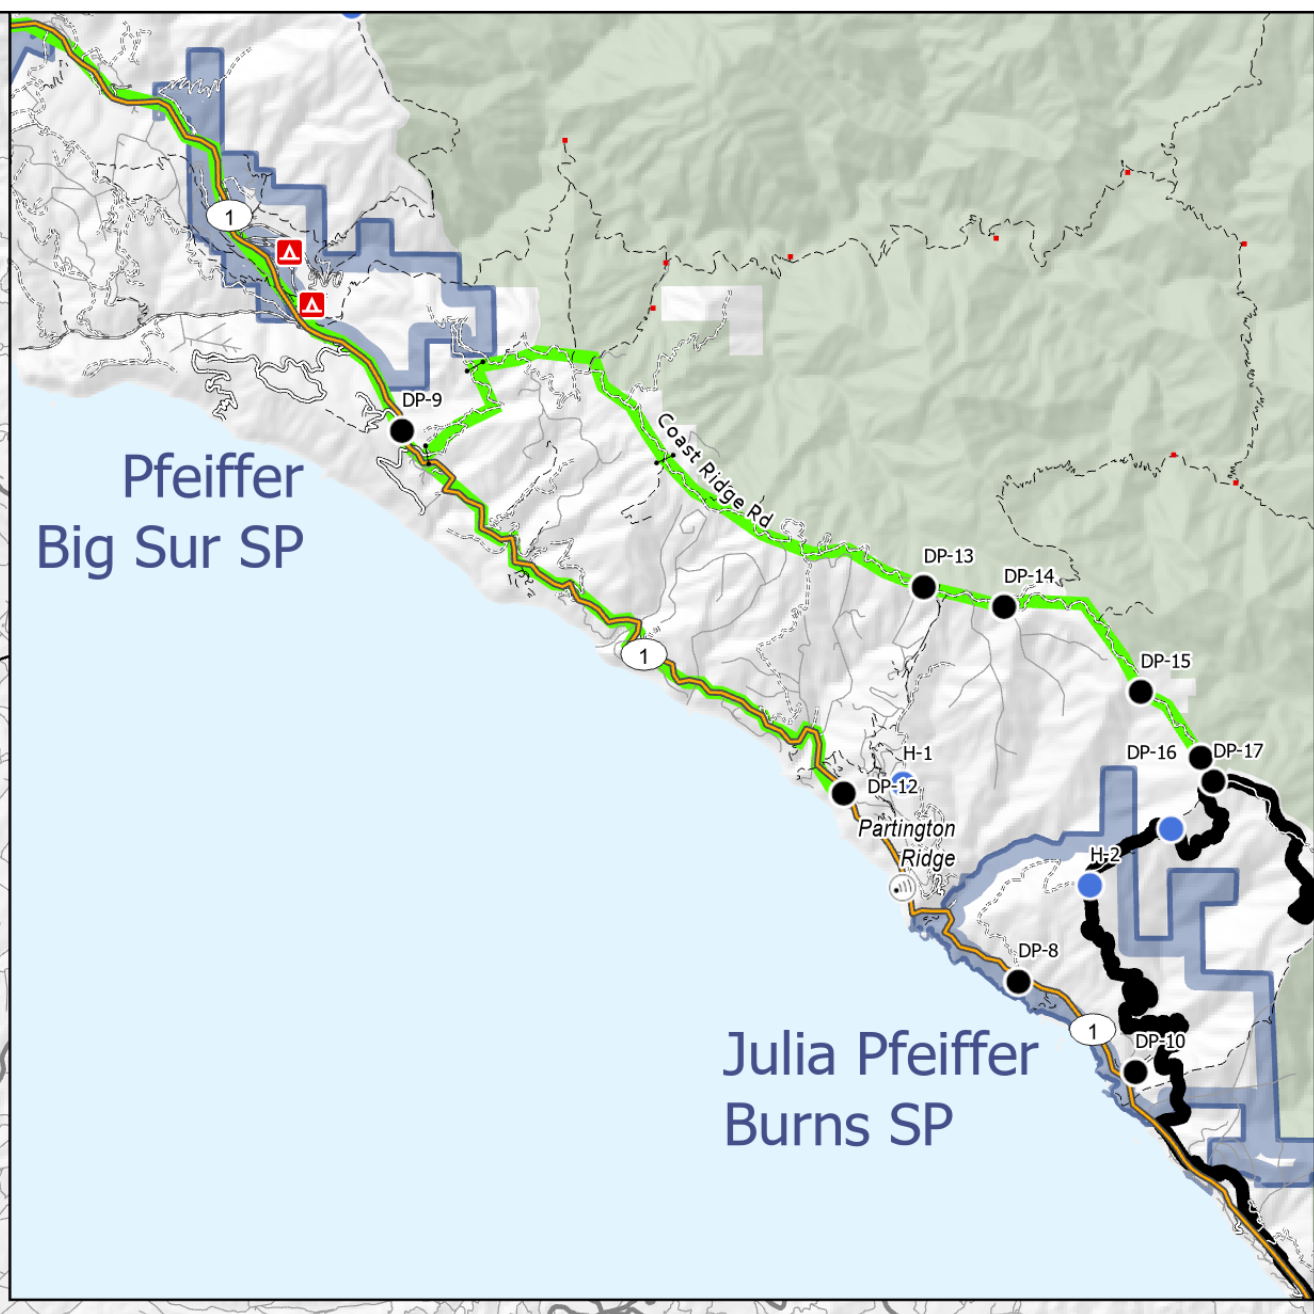 1
DP-9
Coast Ridge Rd
Pfeiffer
Big Sur SP
DP-13
DP-14
1
DP-15
DP-16
DP-17
H-1
DP-12
Partington
Ridge
H-2
DP-8
1
DP-10
Julia Pfeiffer
Burns SP